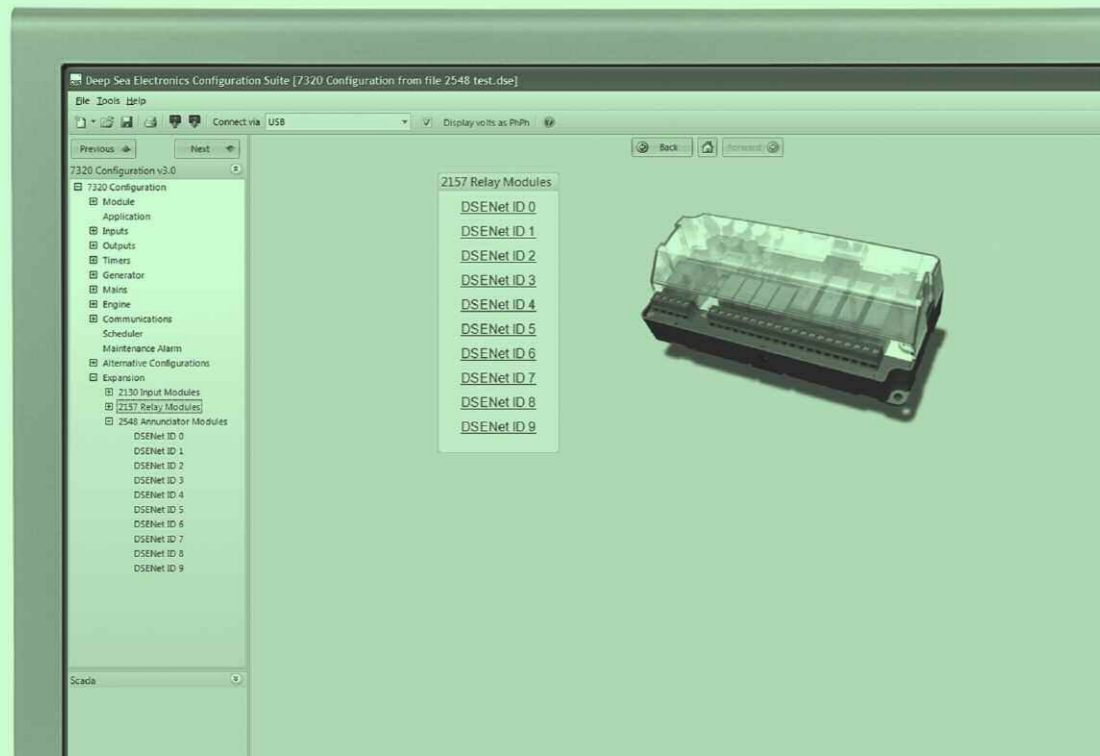 Deep Sea Electronics Configuration Suite [7320 Configuration from file 2548 test.dse]
File Tools Help
Connect via USB Display volts as PhPh
Previous Next
Back Forward
7320 Configuration v3.0
7320 Configuration
Module
Application
Inputs
Outputs
Timers
Generator
Mains
Engine
Communications
Scheduler
Maintenance Alarm
Alternative Configurations
Expansion
2130 Input Modules
2157 Relay Modules
2548 Annunciator Modules
DSENet ID 0
DSENet ID 1
DSENet ID 2
DSENet ID 3
DSENet ID 4
DSENet ID 5
DSENet ID 6
DSENet ID 7
DSENet ID 8
DSENet ID 9
Scada
2157 Relay Modules
DSENet ID 0
DSENet ID 1
DSENet ID 2
DSENet ID 3
DSENet ID 4
DSENet ID 5
DSENet ID 6
DSENet ID 7
DSENet ID 8
DSENet ID 9